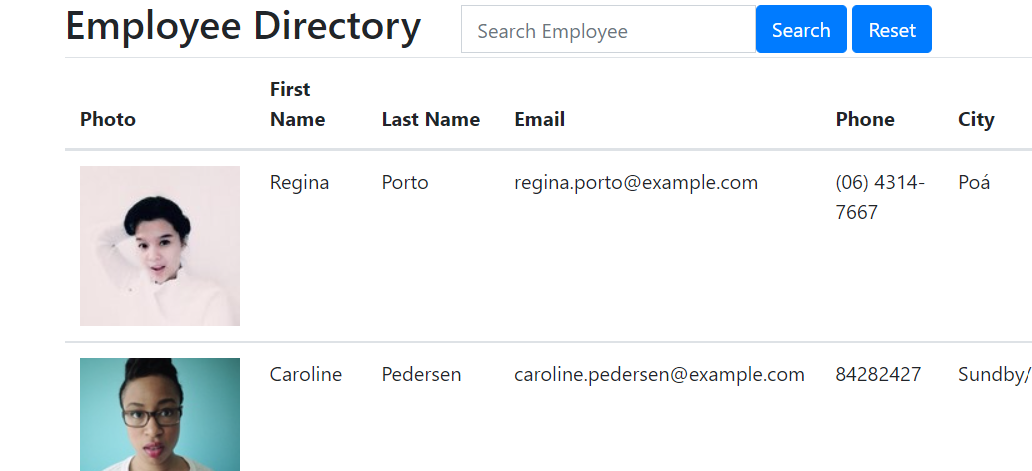 Employee Directory Search Employee Search Reset
First
Photo Name Last Name Email Phone City
Regina Porto regina.porto@example.com (06) 4314- Poá
7667
Caroline Pedersen caroline.pedersen@example.com 84282427 Sundby/